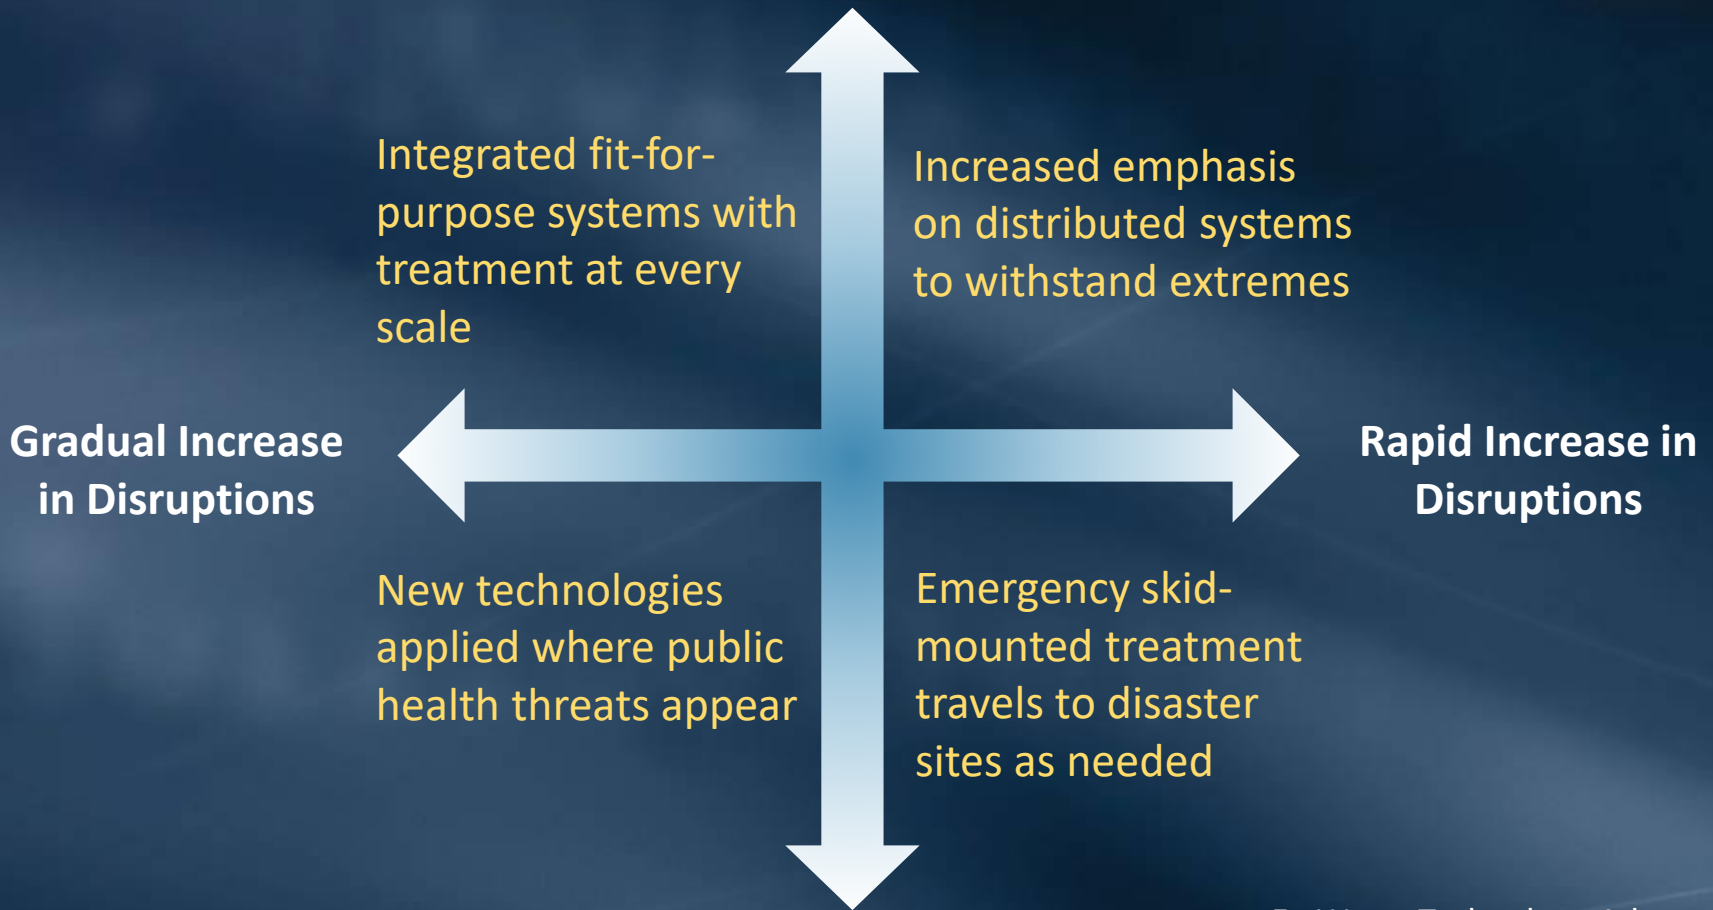 Integrated fit-for-
purpose systems with
treatment at every
scale
Increased emphasis
on distributed systems
to withstand extremes
Gradual Increase
in Disruptions
Rapid Increase in
Disruptions
New technologies
applied where public
health threats appear
Emergency skid-
mounted treatment
travels to disaster
sites as needed